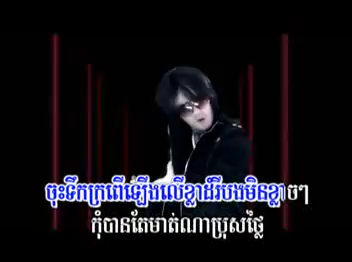 ចុះទឹកក្រពើឡើងលើខ្លាដំរីបងមិនខ្លាចៗ
កុំបានតែមាត់ណាប្រុសថ្លៃ